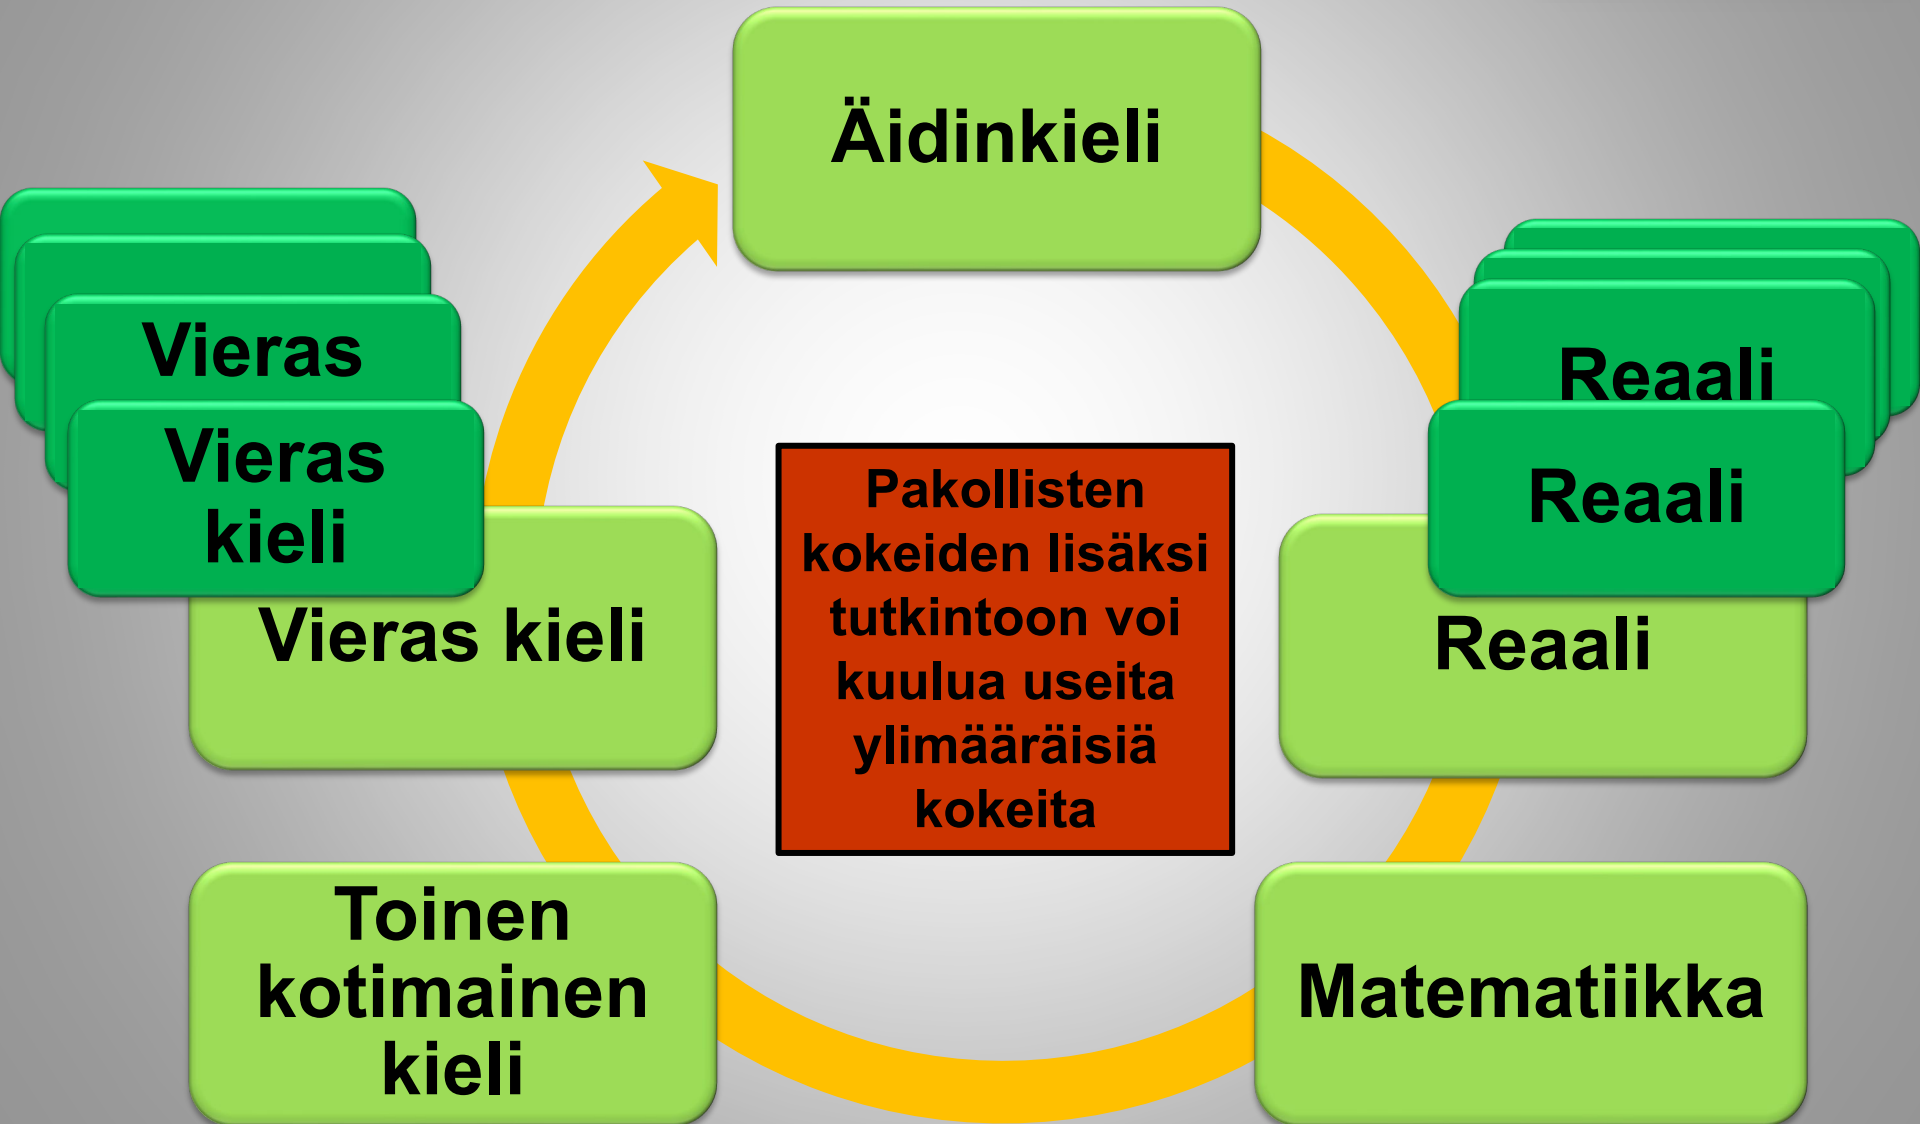 Äidinkieli
Vieras
Vieras
kieli
Vieras kieli
Reaali
Reaali
Reaali
Pakollisten
kokeiden lisäksi
tutkintoon voi
kuulua useita
ylimääräisiä
kokeita
Toinen
kotimainen
kieli
Matematiikka